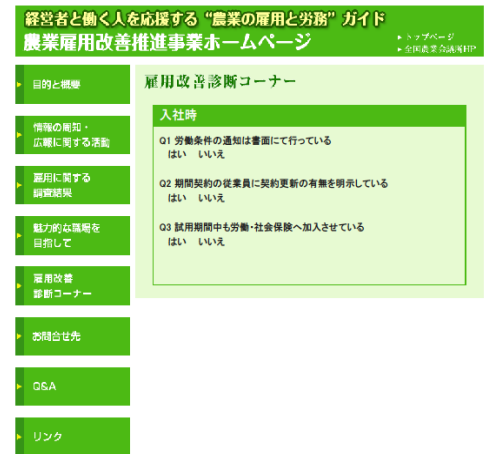 経営者と働く人を応援する “農業の雇用と労務” ガイド
農業雇用改善推進事業ホームページ
トップページ
全国農業会議所HP
目的と概要
情報の周知・
広報に関する活動
雇用に関する
調査結果
魅力的な職場を
目指して
雇用改善
診断コーナー
お問合せ先
Q&A
リンク
雇用改善診断コーナー
入社時
Q1 労働条件の通知は書面にて行っている
はい いいえ
Q2 期間契約の従業員に契約更新の有無を明示している
はい いいえ
Q3 試用期間中も労働・社会保険へ加入させている
はい いいえ